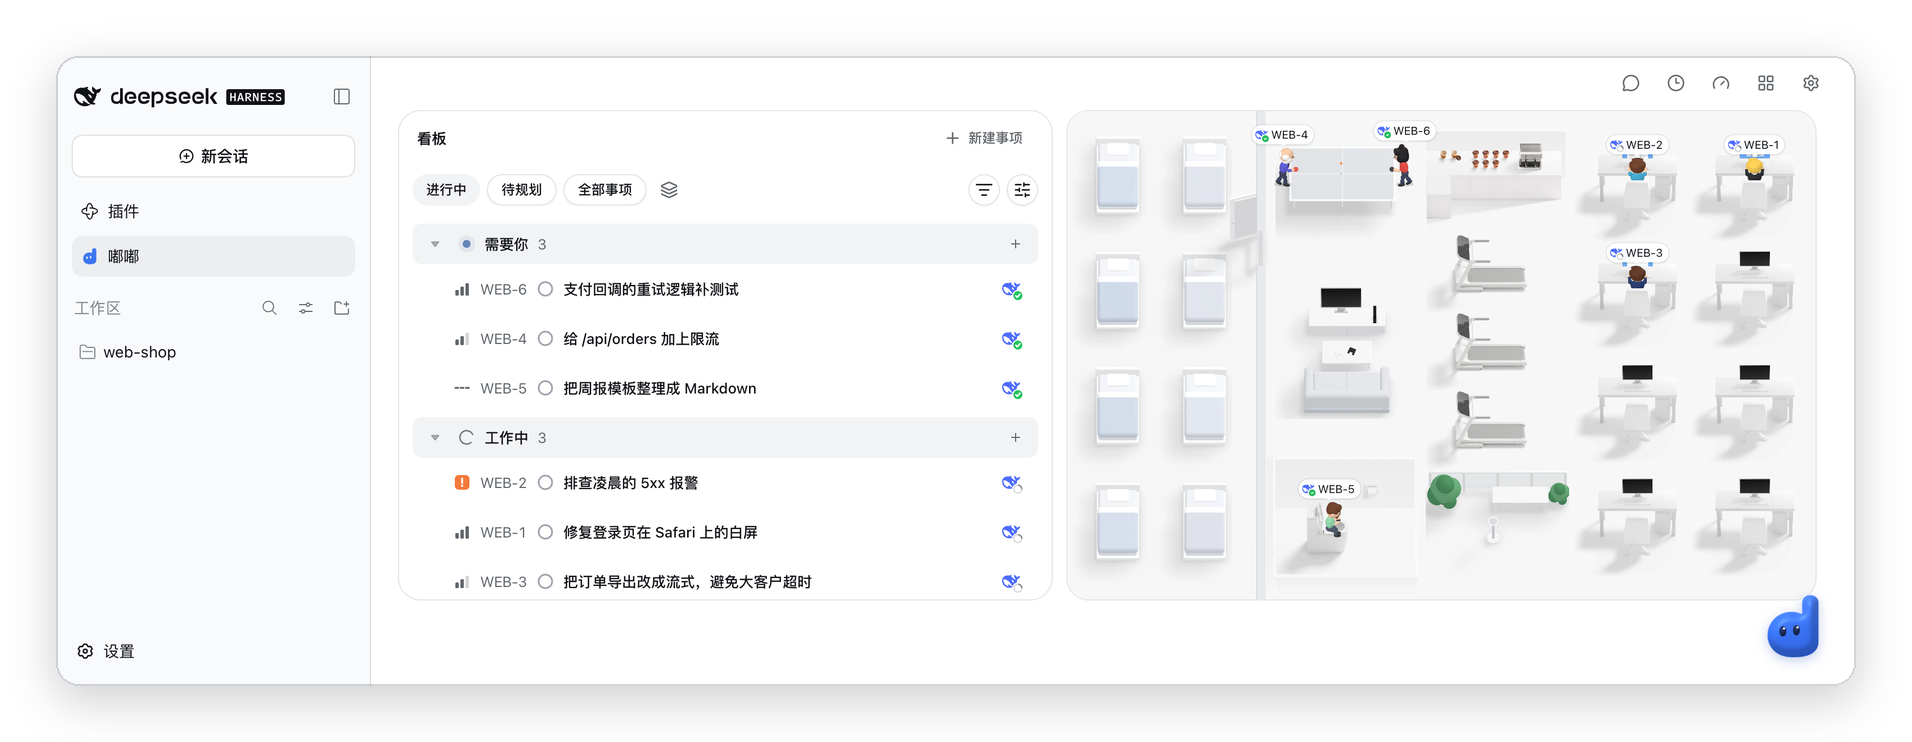 deepseek HARNESS
新会话
插件
嘟嘟
工作区
web-shop
设置
看板
新建事项
进行中 待规划 全部事项
需要你 3
WEB-6 支付回调的重试逻辑补测试
WEB-4 给 /api/orders 加上限流
WEB-5 把周报模板整理成 Markdown
工作中 3
WEB-2 排查凌晨的 5xx 报警
WEB-1 修复登录页在 Safari 上的白屏
WEB-3 把订单导出改成流式，避免大客户超时
WEB-4
WEB-6
WEB-2
WEB-1
WEB-3
WEB-5